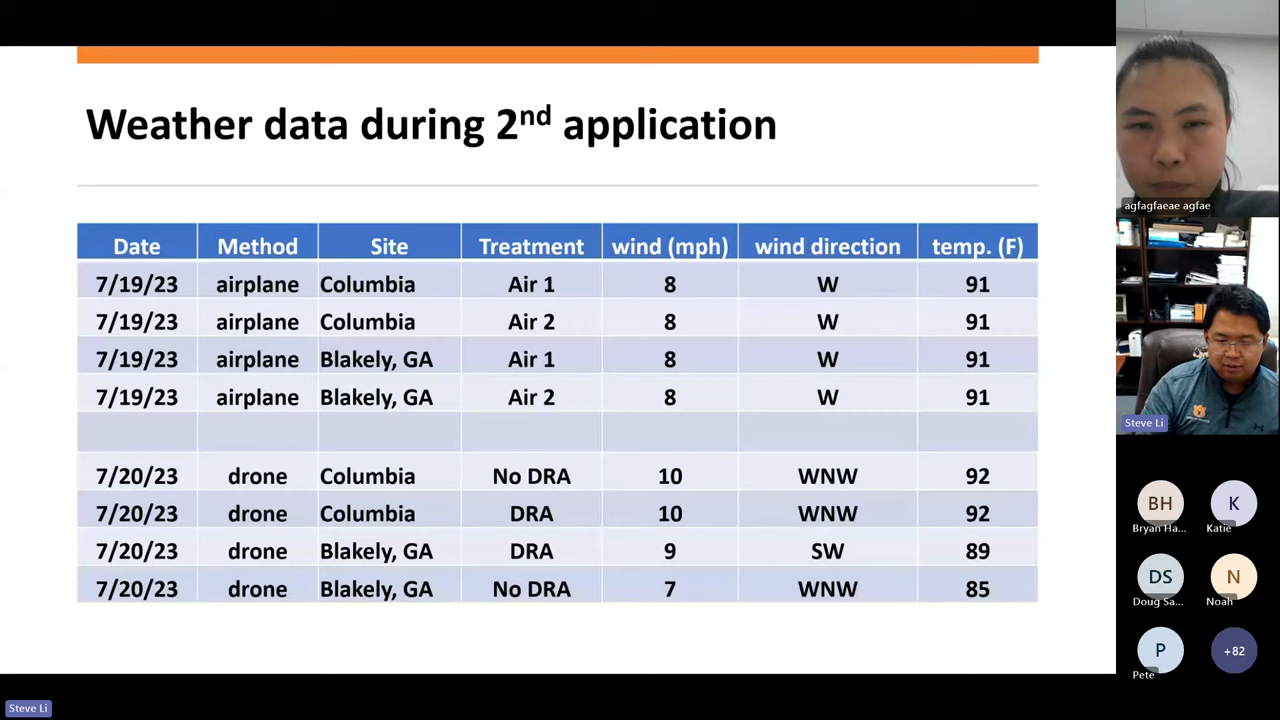 Weather data during 2nd application
Date Method Site Treatment wind (mph) wind direction temp. (F)
7/19/23 airplane Columbia Air 1 8 W 91
7/19/23 airplane Columbia Air 2 8 W 91
7/19/23 airplane Blakely, GA Air 1 8 W 91
7/19/23 airplane Blakely, GA Air 2 8 W 91
7/20/23 drone Columbia No DRA 10 WNW 92
7/20/23 drone Columbia DRA 10 WNW 92
7/20/23 drone Blakely, GA DRA 9 SW 89
7/20/23 drone Blakely, GA No DRA 7 WNW 85
agfagfaeae agfae
Steve Li
BH K
Bryan Ha... Katie
DS N
Doug Sa... Noah
P +82
Pete
Steve Li